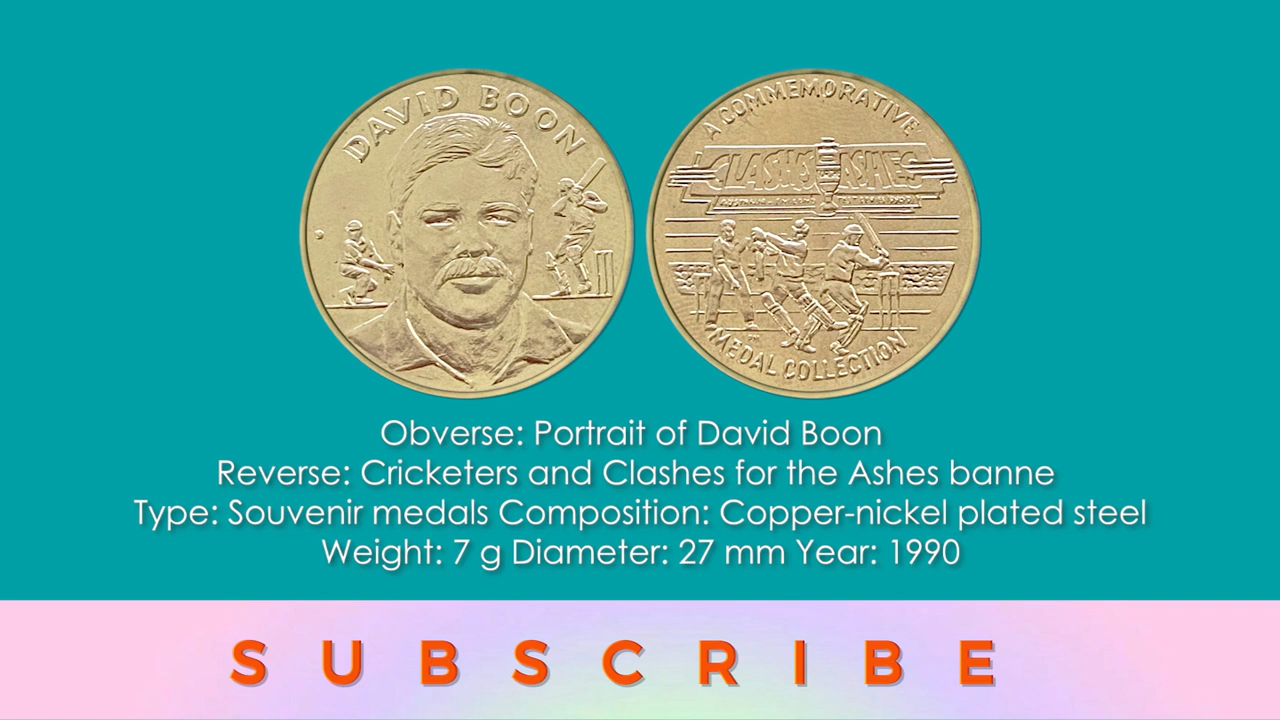 DAVID BOON
A COMMEMORATIVE
CLASHES ASHES
MEDAL COLLECTION
Obverse: Portrait of David Boon
Reverse: Cricketers and Clashes for the Ashes banne
Type: Souvenir medals Composition: Copper-nickel plated steel
Weight: 7 g Diameter: 27 mm Year: 1990
SUBSCRIBE